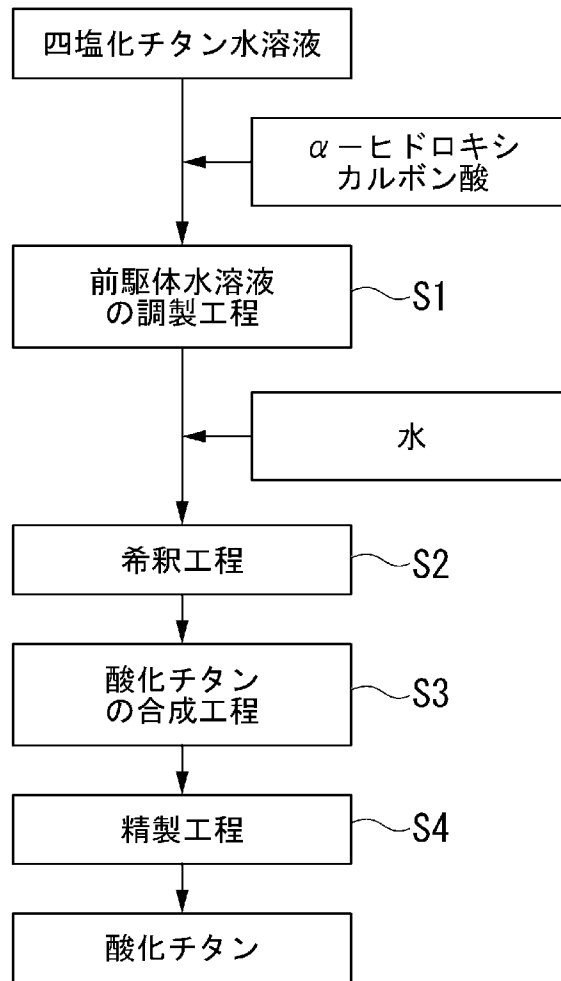 四塩化チタン水溶液
α－ヒドロキシ
カルボン酸
前駆体水溶液
の調製工程
S1
水
希釈工程
S2
酸化チタン
の合成工程
S3
精製工程
S4
酸化チタン